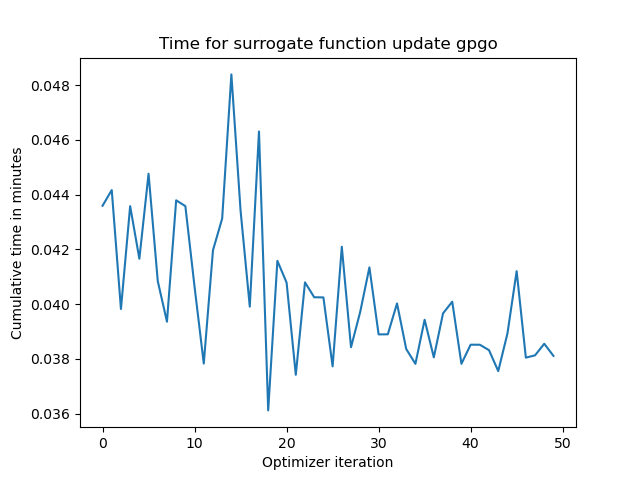 Time for surrogate function update gpgo
Cumulative time in minutes
0.048
0.046
0.044
0.042
0.040
0.038
0.036
0 10 20 30 40 50
Optimizer iteration